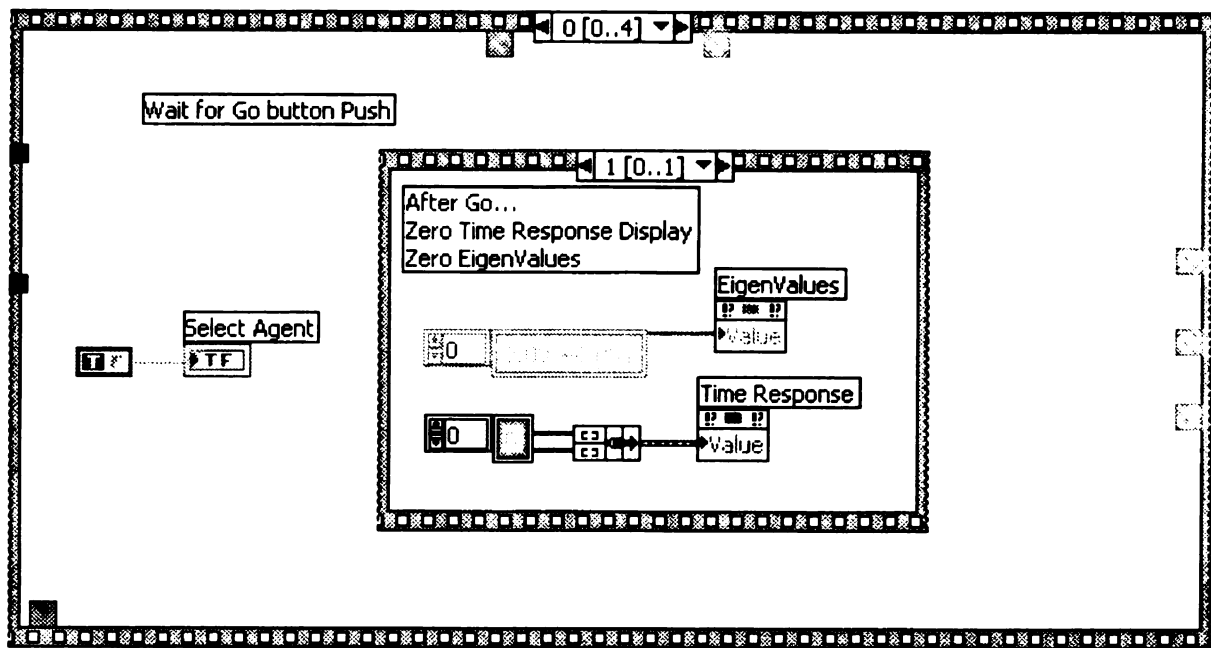 0 [0..4]
Wait for Go button Push
1 [0..1]
After Go...
Zero Time Response Display
Zero EigenValues
EigenValues
Value
Select Agent
TF
0
Time Response
Value
0